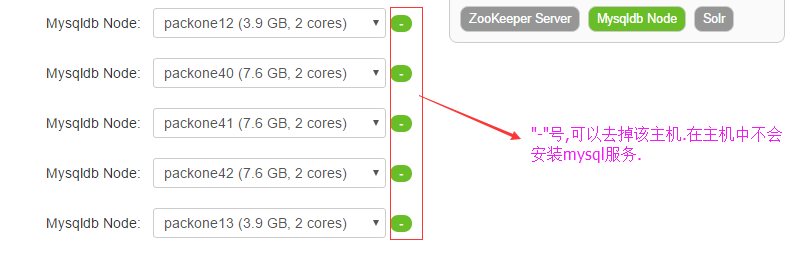 Mysqldb Node: packone12 (3.9 GB, 2 cores) -
ZooKeeper Server Mysqldb Node Solr
Mysqldb Node: packone40 (7.6 GB, 2 cores) -
Mysqldb Node: packone41 (7.6 GB, 2 cores) -
"-"号,可以去掉该主机.在主机中不会
安装mysql服务.
Mysqldb Node: packone42 (7.6 GB, 2 cores) -
Mysqldb Node: packone13 (3.9 GB, 2 cores) -